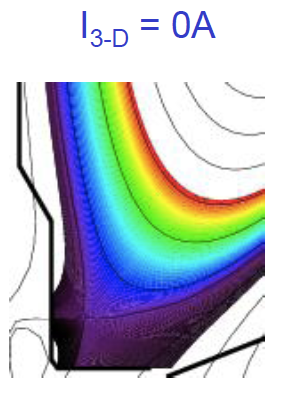 I3-D = 0A